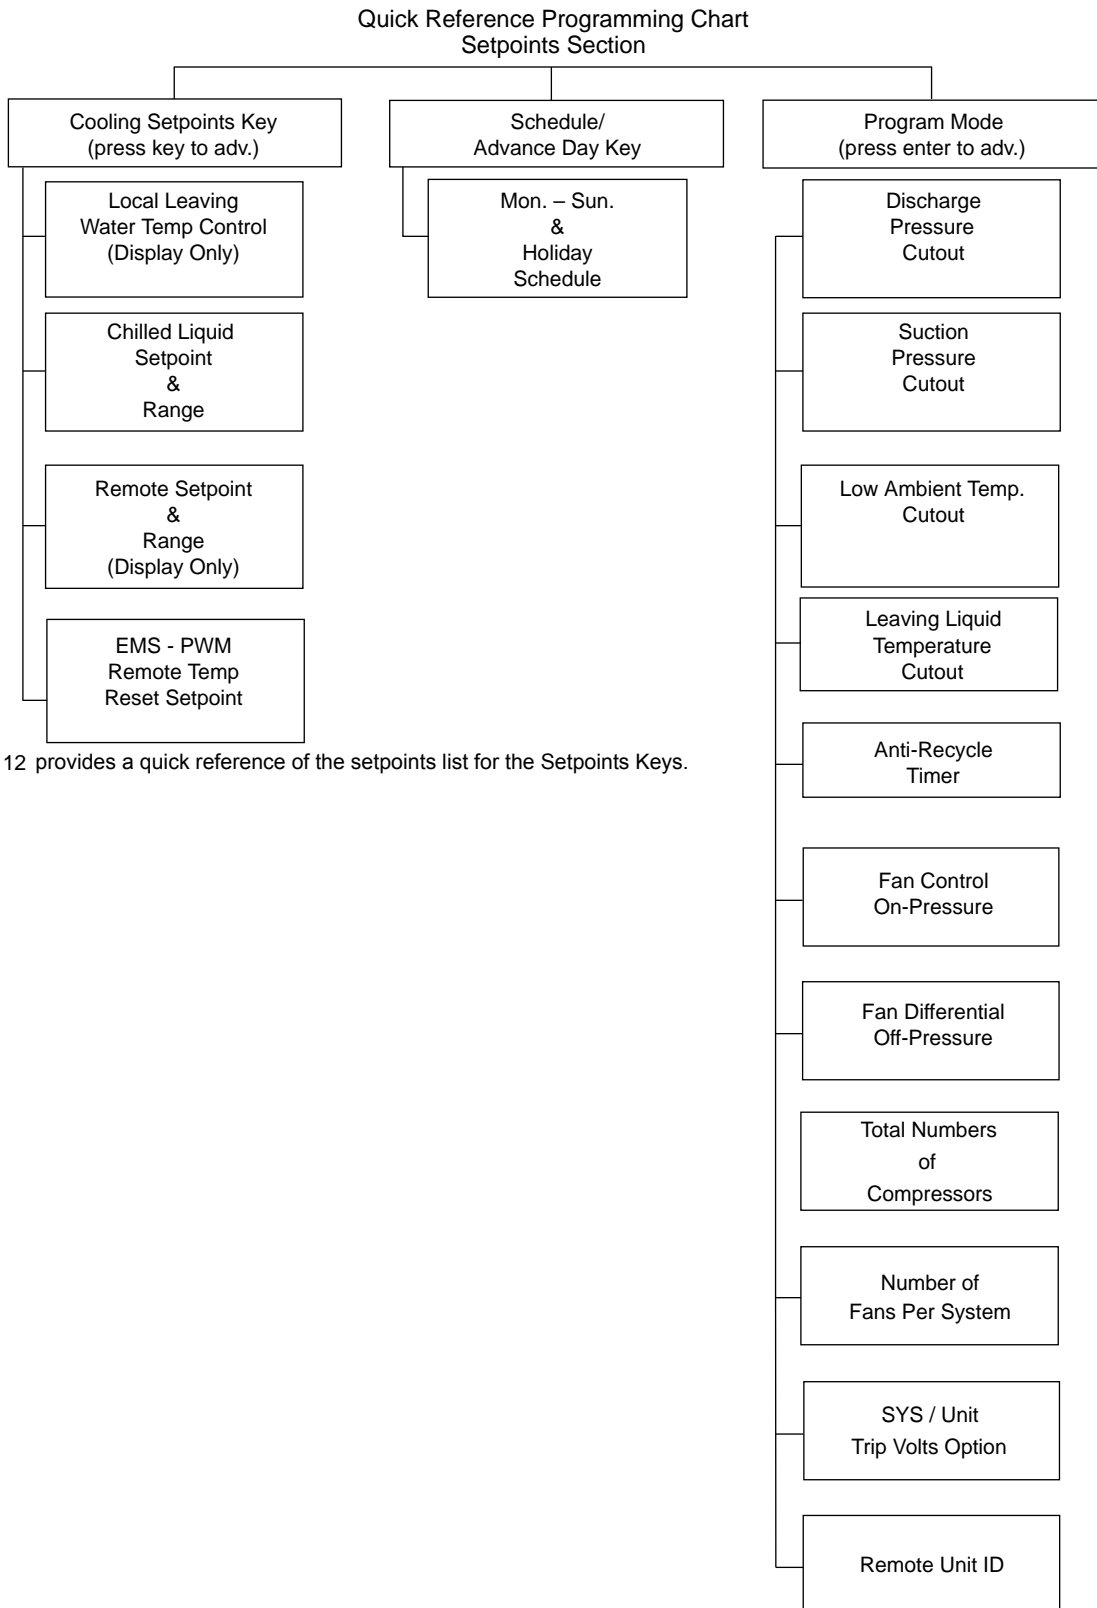 Quick Reference Programming Chart
Setpoints Section
Cooling Setpoints Key
(press key to adv.)
Local Leaving
Water Temp Control
(Display Only)
Chilled Liquid
Setpoint
&
Range
Remote Setpoint
&
Range
(Display Only)
EMS - PWM
Remote Temp
Reset Setpoint
Schedule/
Advance Day Key
Mon. – Sun.
&
Holiday
Schedule
Program Mode
(press enter to adv.)
Discharge
Pressure
Cutout
Suction
Pressure
Cutout
Low Ambient Temp.
Cutout
Leaving Liquid
Temperature
Cutout
Anti-Recycle
Timer
Fan Control
On-Pressure
Fan Differential
Off-Pressure
Total Numbers
of
Compressors
Number of
Fans Per System
SYS / Unit
Trip Volts Option
Remote Unit ID
12 provides a quick reference of the setpoints list for the Setpoints Keys.